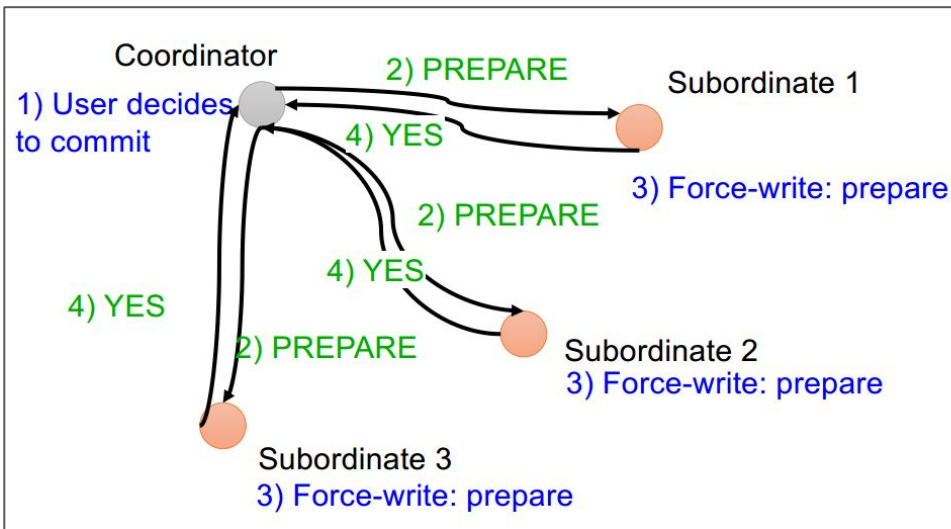 Coordinator
2) PREPARE
Subordinate 1
1) User decides
to commit
4) YES
3) Force-write: prepare
2) PREPARE
4) YES
4) YES
2) PREPARE
Subordinate 2
3) Force-write: prepare
Subordinate 3
3) Force-write: prepare